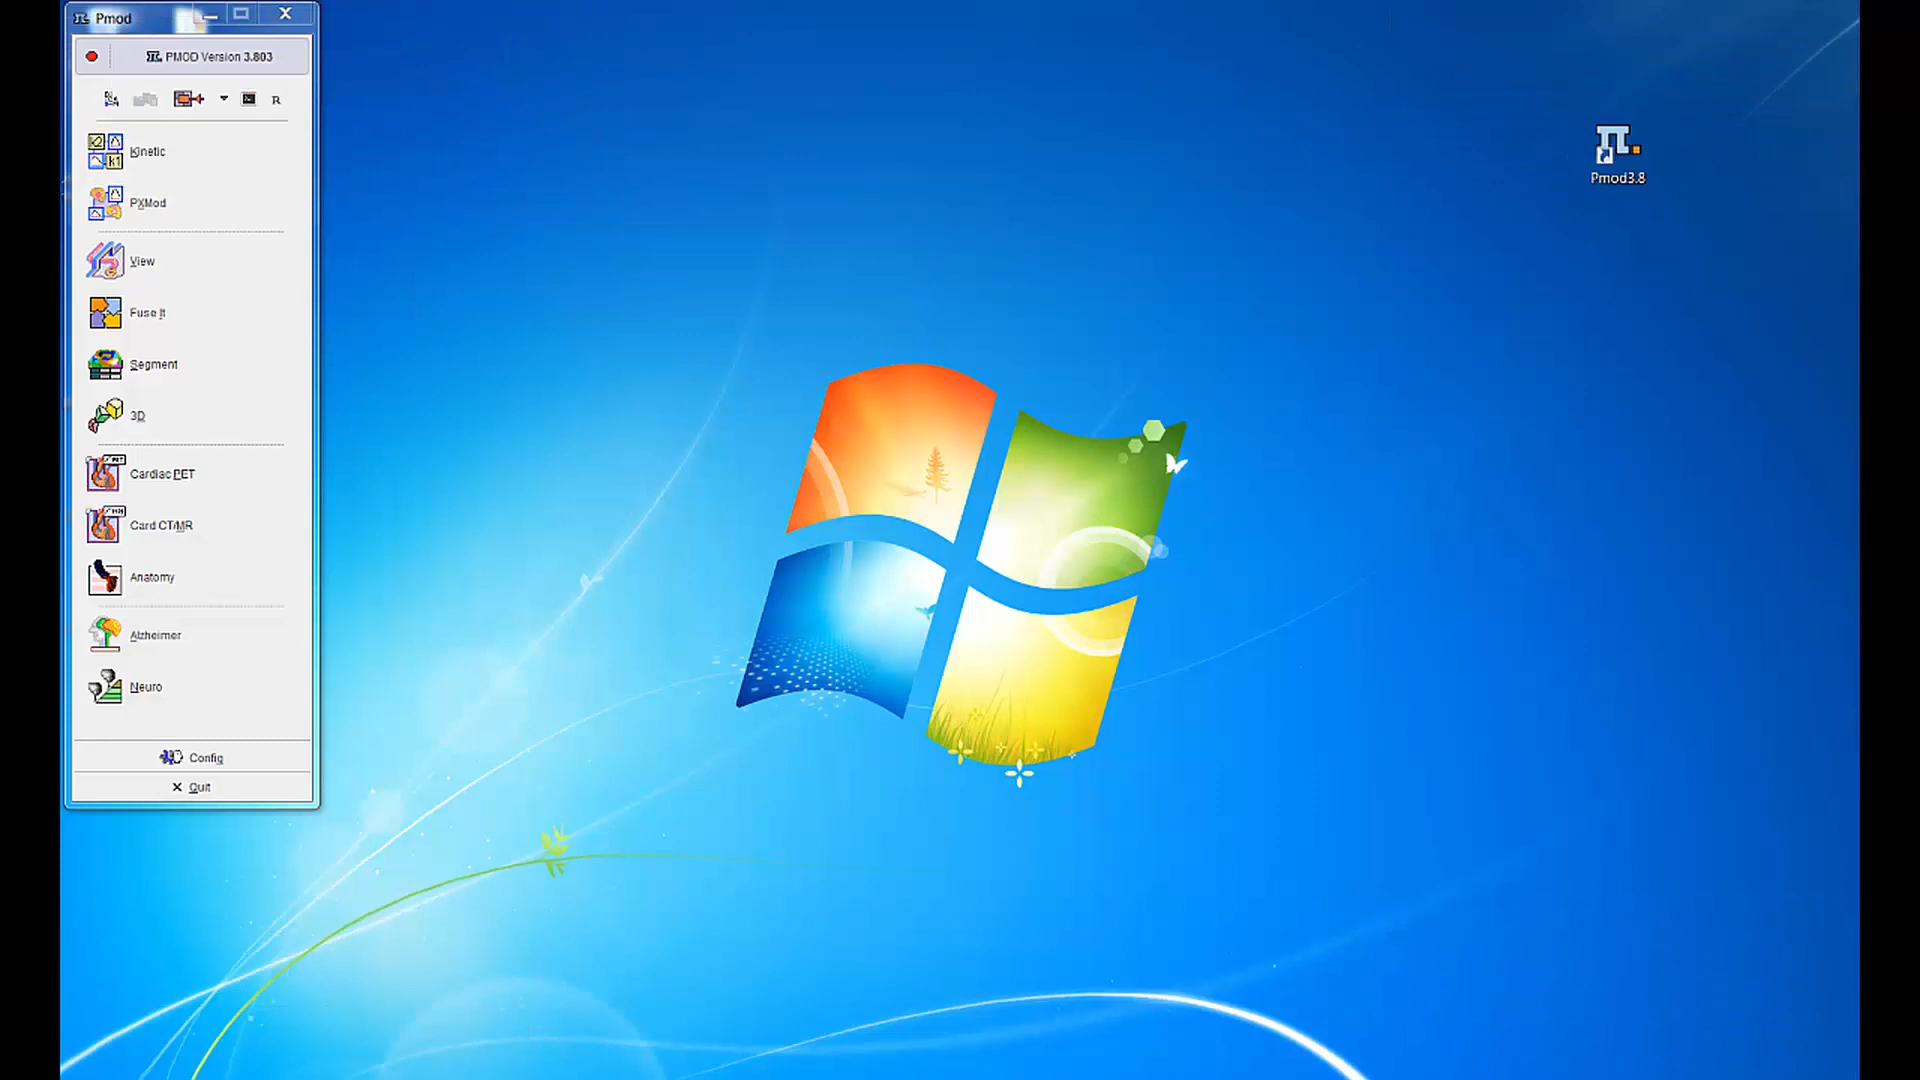 Pmod
PMOD Version 3.803
R
Kinetic
PXMod
View
Fuse It
Segment
3D
Cardiac PET
Card CT/MR
Anatomy
Alzheimer
Neuro
Config
Quit
Pmod3.8